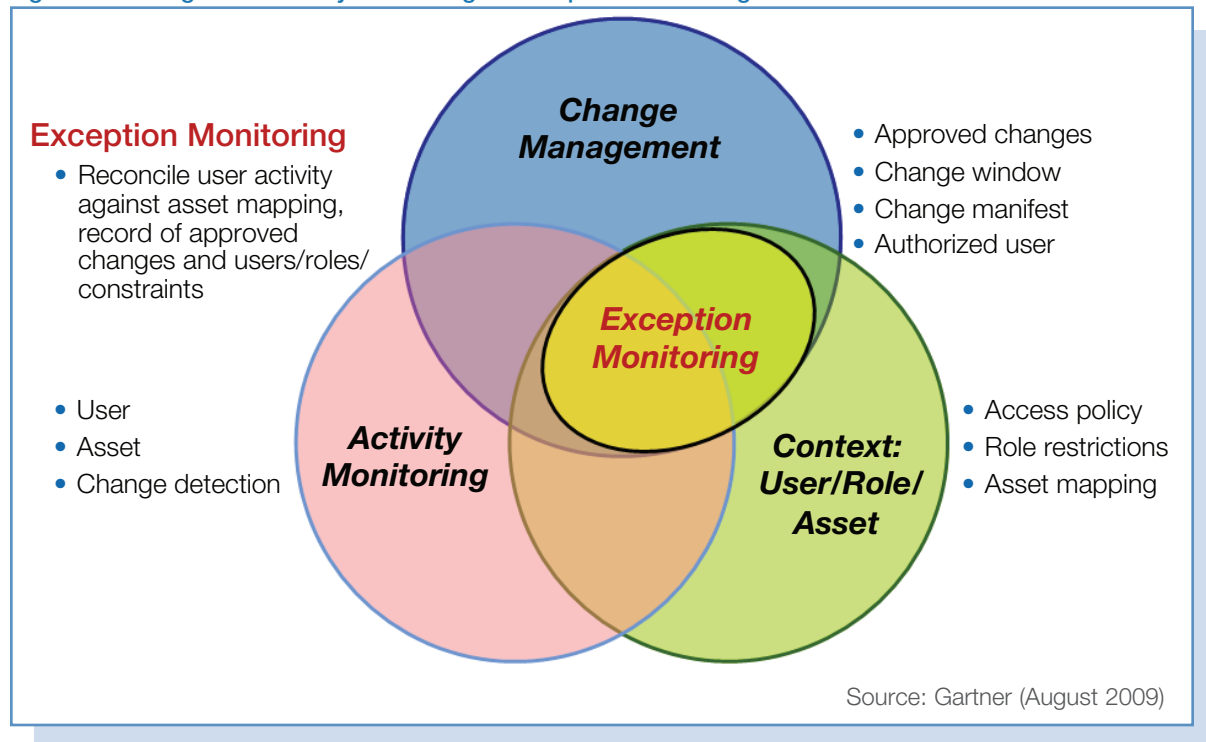 Change
Management
Exception Monitoring
• Reconcile user activity
against asset mapping,
record of approved
changes and users/roles/
constraints
• Approved changes
• Change window
• Change manifest
• Authorized user
Exception
Monitoring
• User
• Asset
• Change detection
Activity
Monitoring
Context:
User/Role/
Asset
• Access policy
• Role restrictions
• Asset mapping
Source: Gartner (August 2009)